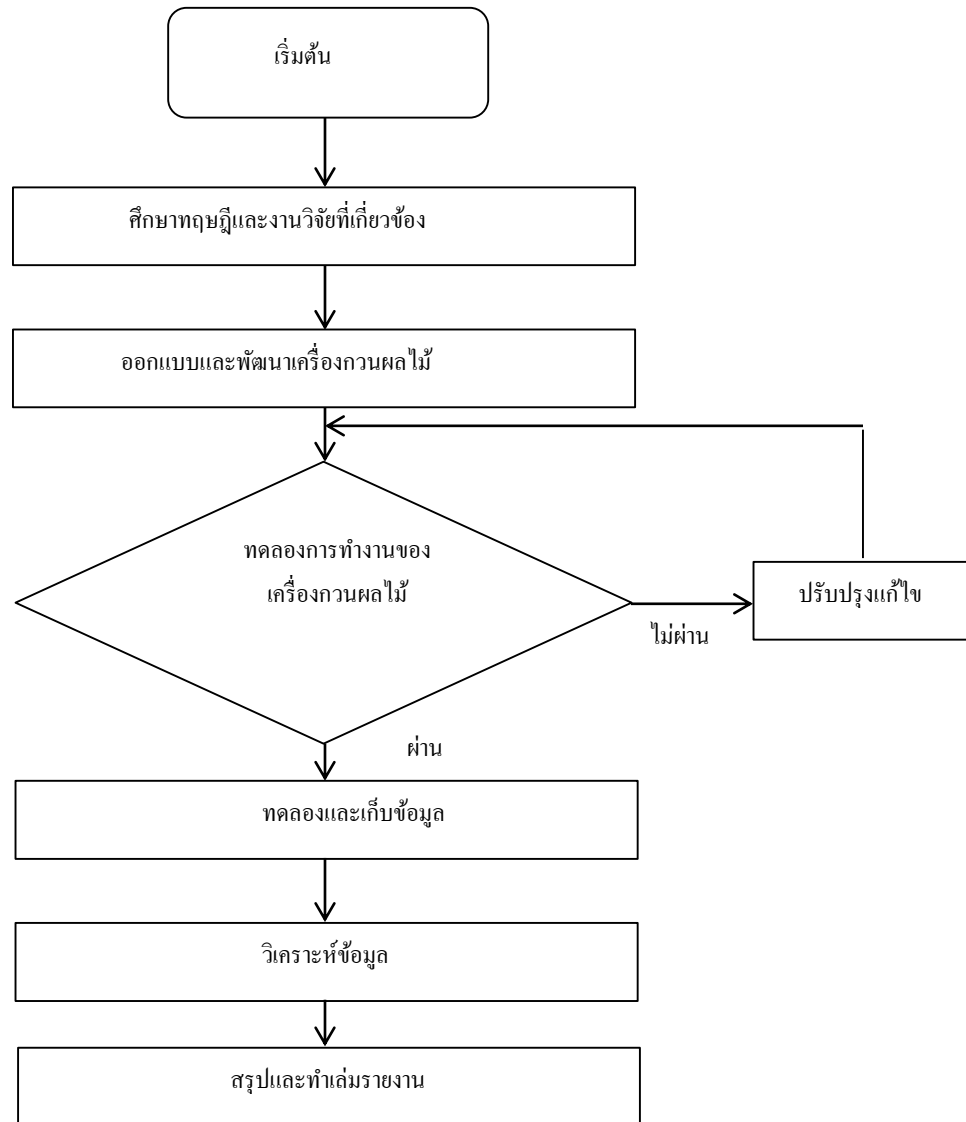 เริ่มต้น
ศึกษาทฤษฎีและงานวิจัยที่เกี่ยวข้อง
ออกแบบและพัฒนาเครื่องกวนผลไม้
ทดลองการทำงานของ
เครื่องกวนผลไม้
ปรับปรุงแก้ไข
ไม่ผ่าน
ผ่าน
ทดลองและเก็บข้อมูล
วิเคราะห์ข้อมูล
สรุปและทำเล่มรายงาน